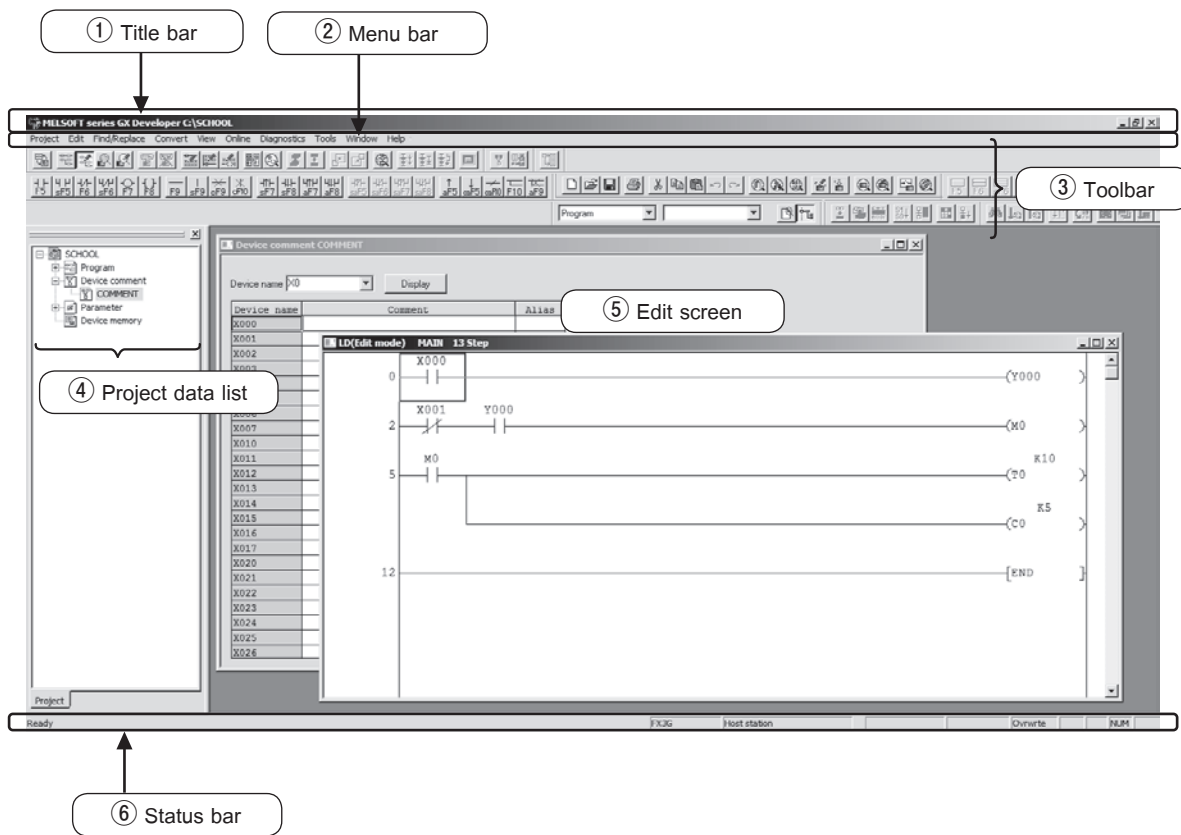 ① Title bar
② Menu bar
MELSOFT series GX Developer C:\SCHOOL
Project Edit Find/Replace Convert View Online Diagnostics Tools Window Help
③ Toolbar
Program
SCHOOL
Program
Device comment
COMMENT
Parameter
Device memory
④ Project data list
Device comment COMMENT
Device name X0 Display
Device name Comment Alias
⑤ Edit screen
X000
X001
X002
X007
X010
X011
X012
X013
X014
X015
X016
X017
X020
X021
X022
X023
X024
X025
X026
LD(Edit mode) MAIN 13 Step
X000
0 (Y000 )
X001 Y000
2 (M0 )
M0 K10
5 (T0 )
K5
(C0 )
12 [END ]
Project
Ready FX3G Host station Ovrwrte NUM
⑥ Status bar